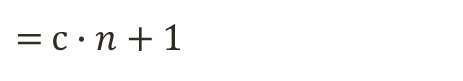 = c · n + 1